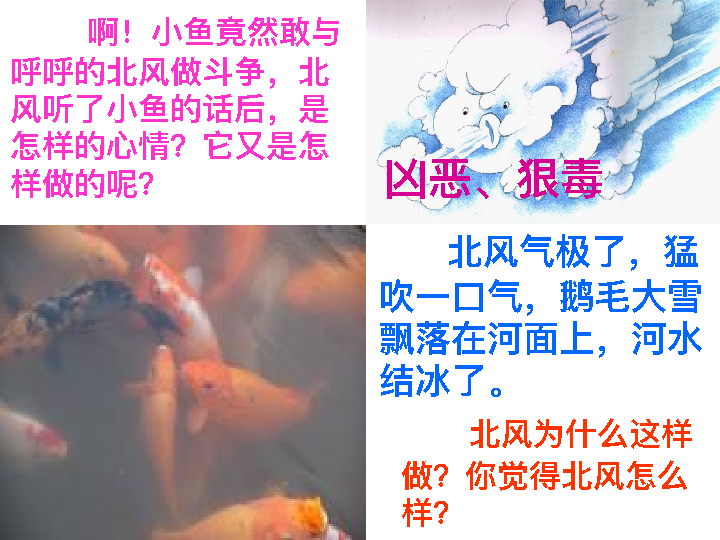 啊！小鱼竟然敢与
呼呼的北风做斗争，北
风听了小鱼的话后，是
怎样的心情？它又是怎
样做的呢？
凶恶、狠毒
北风气极了，猛
吹一口气，鹅毛大雪
飘落在河面上，河水
结冰了。
北风为什么这样
做？你觉得北风怎么
样？